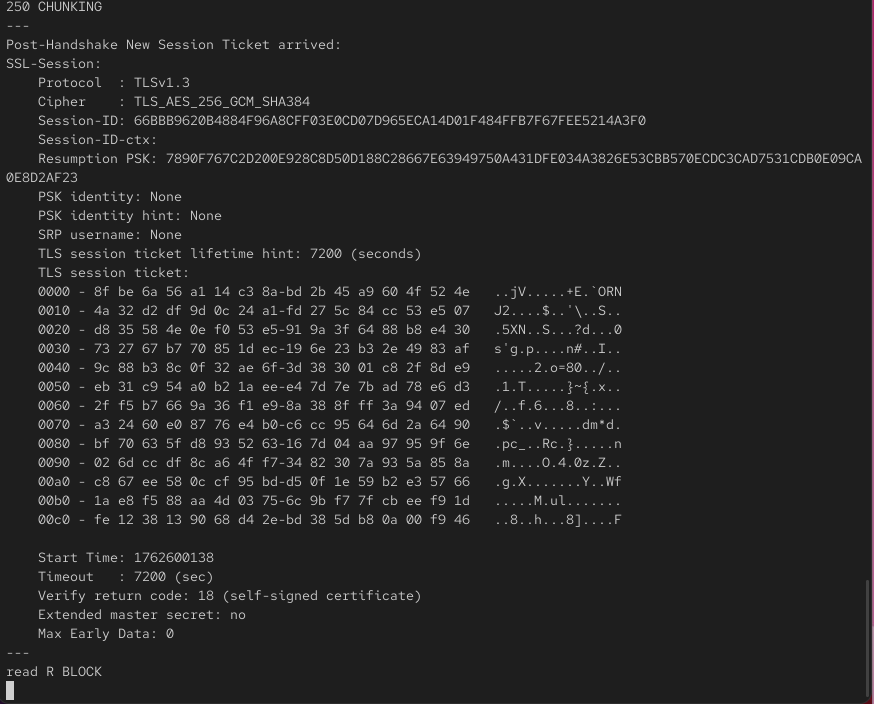 250 CHUNKING
---
Post-Handshake New Session Ticket arrived:
SSL-Session:
    Protocol  : TLSv1.3
    Cipher    : TLS_AES_256_GCM_SHA384
    Session-ID: 66BBB9620B4884F96A8CFF03E0CD07D965ECA14D01F484FFB7F67FEE5214A3F0
    Session-ID-ctx:
    Resumption PSK: 7890F767C2D200E928C8D50D188C28667E63949750A431DFE034A3826E53CBB570ECDC3CAD7531CDB0E09CA
0E8D2AF23
    PSK identity: None
    PSK identity hint: None
    SRP username: None
    TLS session ticket lifetime hint: 7200 (seconds)
    TLS session ticket:
    0000 - 8f be 6a 56 a1 14 c3 8a-bd 2b 45 a9 60 4f 52 4e   ..jV.....+E.`ORN
    0010 - 4a 32 d2 df 9d 0c 24 a1-fd 27 5c 84 cc 53 e5 07   J2....$..'\..S..
    0020 - d8 35 58 4e 0e f0 53 e5-91 9a 3f 64 88 b8 e4 30   .5XN..S...?d...0
    0030 - 73 27 67 b7 70 85 1d ec-19 6e 23 b3 2e 49 83 af   s'g.p....n#..I..
    0040 - 9c 88 b3 8c 0f 32 ae 6f-3d 38 30 01 c8 2f 8d e9   .....2.o=80../..
    0050 - eb 31 c9 54 a0 b2 1a ee-e4 7d 7e 7b ad 78 e6 d3   .1.T.....}~{.x..
    0060 - 2f f5 b7 66 9a 36 f1 e9-8a 38 8f ff 3a 94 07 ed   /..f.6...8..:...
    0070 - a3 24 60 e0 87 76 e4 b0-c6 cc 95 64 6d 2a 64 90   .$`..v.....dm*d.
    0080 - bf 70 63 5f d8 93 52 63-16 7d 04 aa 97 95 9f 6e   .pc_..Rc.}.....n
    0090 - 02 6d cc df 8c a6 4f f7-34 82 30 7a 93 5a 85 8a   .m....O.4.0z.Z..
    00a0 - c8 67 ee 58 0c cf 95 bd-d5 0f 1e 59 b2 e3 57 66   .g.X.......Y..Wf
    00b0 - 1a e8 f5 88 aa 4d 03 75-6c 9b f7 7f cb ee f9 1d   .....M.ul.......
    00c0 - fe 12 38 13 90 68 d4 2e-bd 38 5d b8 0a 00 f9 46   ..8..h...8]....F

    Start Time: 1762600138
    Timeout   : 7200 (sec)
    Verify return code: 18 (self-signed certificate)
    Extended master secret: no
    Max Early Data: 0
---
read R BLOCK